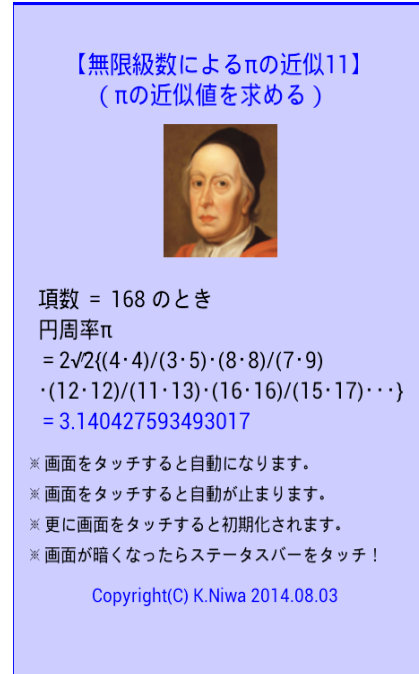 【無限級数によるπの近似11】
( πの近似値を求める )
項数 = 168 のとき
円周率π
= 2√2{(4･4)/(3･5)･(8･8)/(7･9)
･(12･12)/(11･13)･(16･16)/(15･17)･･･}
= 3.140427593493017
※ 画面をタッチすると自動になります。
※ 画面をタッチすると自動が止まります。
※ 更に画面をタッチすると初期化されます。
※ 画面が暗くなったらステータスバーをタッチ！
Copyright(C) K.Niwa 2014.08.03